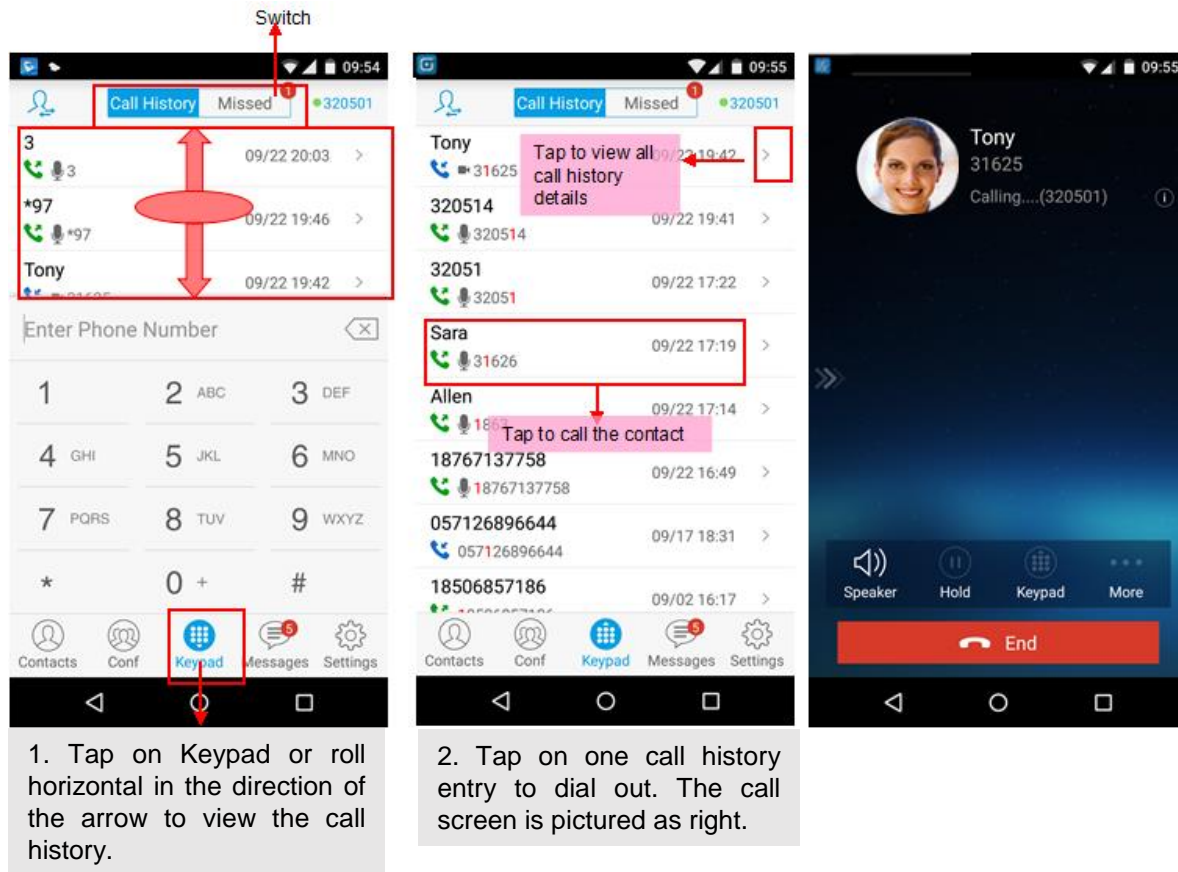 Switch
09:54
Call History Missed 1 320501
3
09/22 20:03
3
*97
09/22 19:46
*97
Tony
09/22 19:42
Enter Phone Number
1 2 ABC 3 DEF
4 GHI 5 JKL 6 MNO
7 PQRS 8 TUV 9 WXYZ
* 0 + #
5
Contacts Conf Keypad Messages Settings
1. Tap on Keypad or roll
horizontal in the direction of
the arrow to view the call
history.
09:55
Call History Missed 1 320501
Tony
09/22 19:42
31625
Tap to view all
call history
details
320514
09/22 19:41
320514
32051
09/22 17:22
32051
Sara
09/22 17:19
31626
Allen
09/22 17:14
Tap to call the contact
18767137758
09/22 16:49
18767137758
057126896644
09/17 18:31
057126896644
18506857186
09/02 16:17
5
Contacts Conf Keypad Messages Settings
2. Tap on one call history
entry to dial out. The call
screen is pictured as right.
09:55
Tony
31625
Calling....(320501)
Speaker Hold Keypad More
End